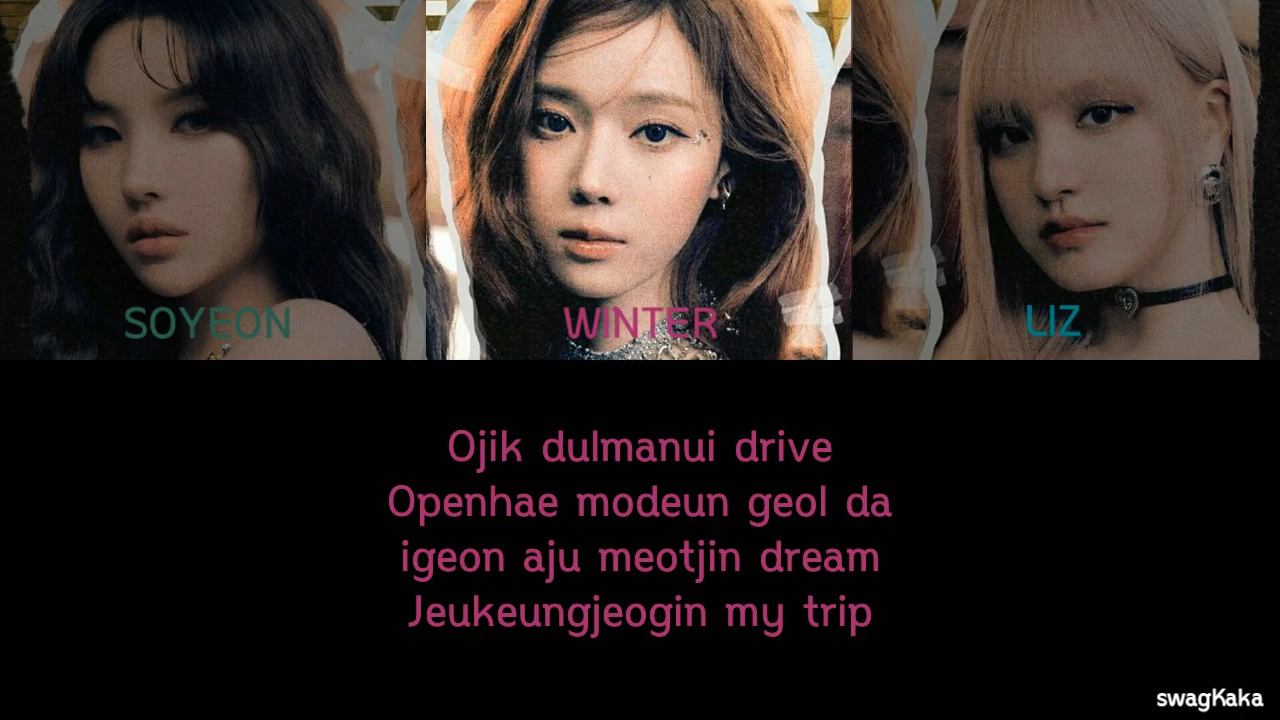 SOYEON
WINTER
LIZ
Ojik dulmanui drive
Openhae modeun geol da
igeon aju meotjin dream
Jeukeungjeogin my trip
swagKaka